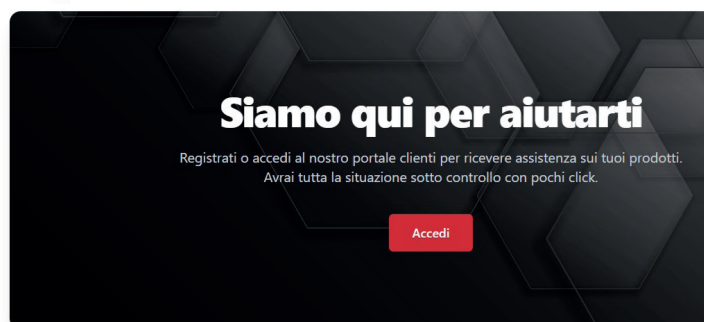 Siamo qui per aiutarti
Registrati o accedi al nostro portale clienti per ricevere assistenza sui tuoi prodotti.
Avrai tutta la situazione sotto controllo con pochi click.
Accedi